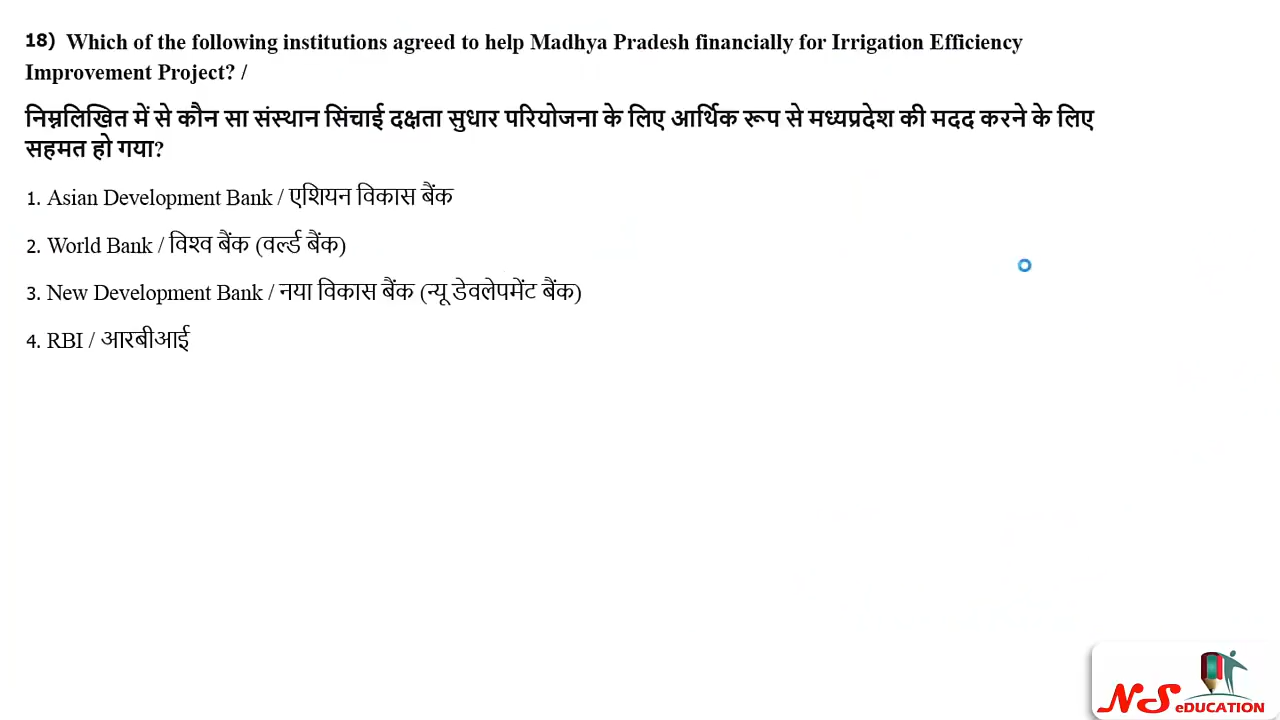 18) Which of the following institutions agreed to help Madhya Pradesh financially for Irrigation Efficiency
Improvement Project? /
निम्नलिखित में से कौन सा संस्थान सिंचाई दक्षता सुधार परियोजना के लिए आर्थिक रूप से मध्यप्रदेश की मदद करने के लिए
सहमत हो गया?
1. Asian Development Bank / एशियन विकास बैंक
2. World Bank / विश्व बैंक (वर्ल्ड बैंक)
3. New Development Bank / नया विकास बैंक (न्यू डेवलेपमेंट बैंक)
4. RBI / आरबीआई
NS eDUCATION